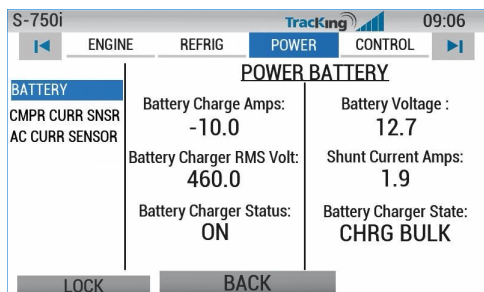 S-750i TracKing 09:06
ENGINE REFRIG POWER CONTROL
POWER BATTERY
BATTERY
CMPR CURR SNSR
AC CURR SENSOR
Battery Charge Amps:
-10.0
Battery Voltage :
12.7
Battery Charger RMS Volt:
460.0
Shunt Current Amps:
1.9
Battery Charger Status:
ON
Battery Charger State:
CHRG BULK
LOCK BACK